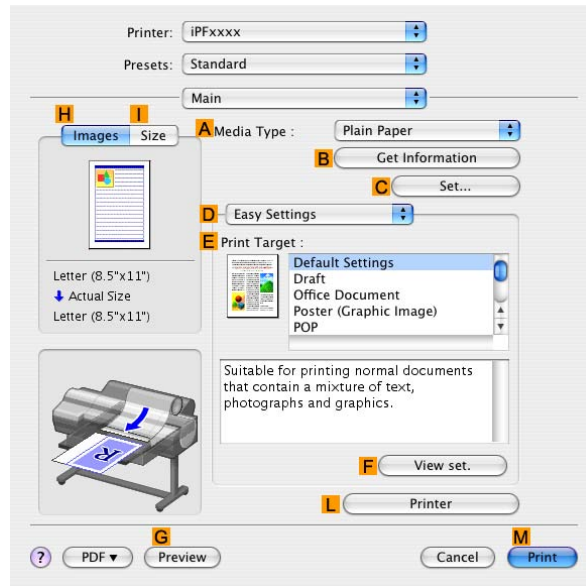 Printer: iPFxxxx
Presets: Standard
Main
H I
Images Size
A Media Type : Plain Paper
B Get Information
C Set...
D Easy Settings
E Print Target :
Default Settings
Draft
Office Document
Poster (Graphic Image)
POP
Letter (8.5"x11")
Actual Size
Letter (8.5"x11")
Suitable for printing normal documents
that contain a mixture of text,
photographs and graphics.
R
F View set.
L Printer
G M
? PDF▼ Preview Cancel Print